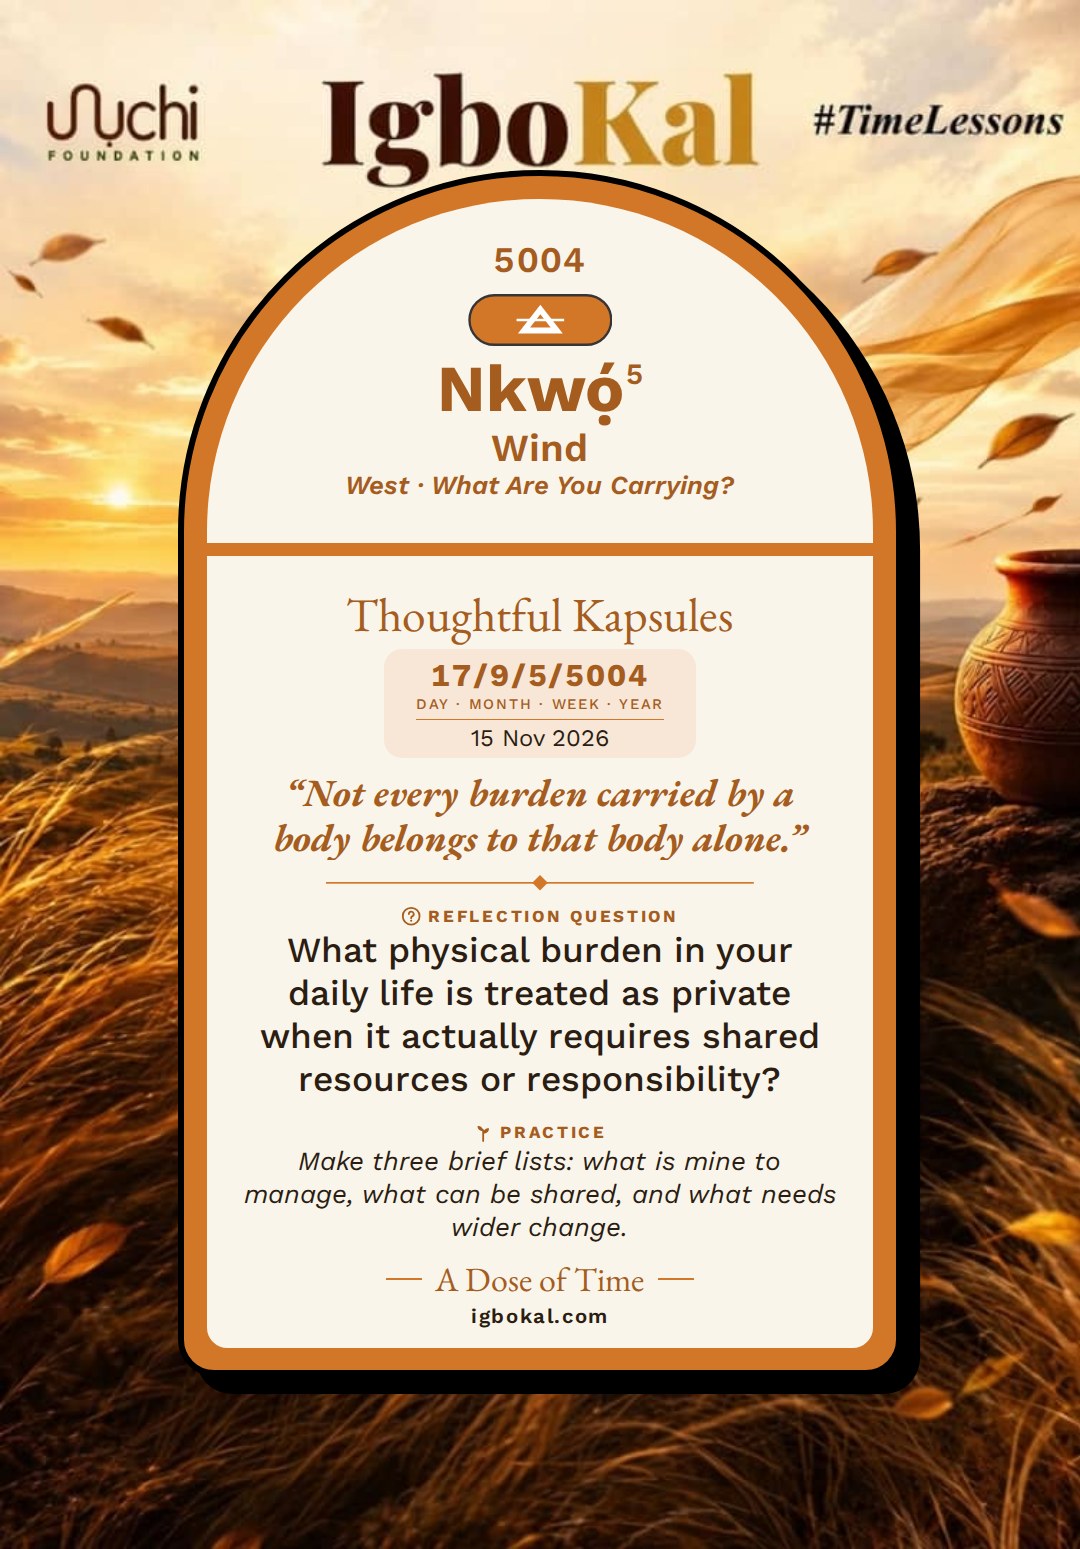 Uchi
FOUNDATION
IgboKal
#TimeLessons
5004
Nkwọ́⁵
Wind
West · What Are You Carrying?
Thoughtful Kapsules
17/9/5/5004
DAY · MONTH · WEEK · YEAR
15 Nov 2026
“Not every burden carried by a
body belongs to that body alone.”
REFLECTION QUESTION
What physical burden in your
daily life is treated as private
when it actually requires shared
resources or responsibility?
PRACTICE
Make three brief lists: what is mine to
manage, what can be shared, and what needs
wider change.
A Dose of Time
igbokal.com